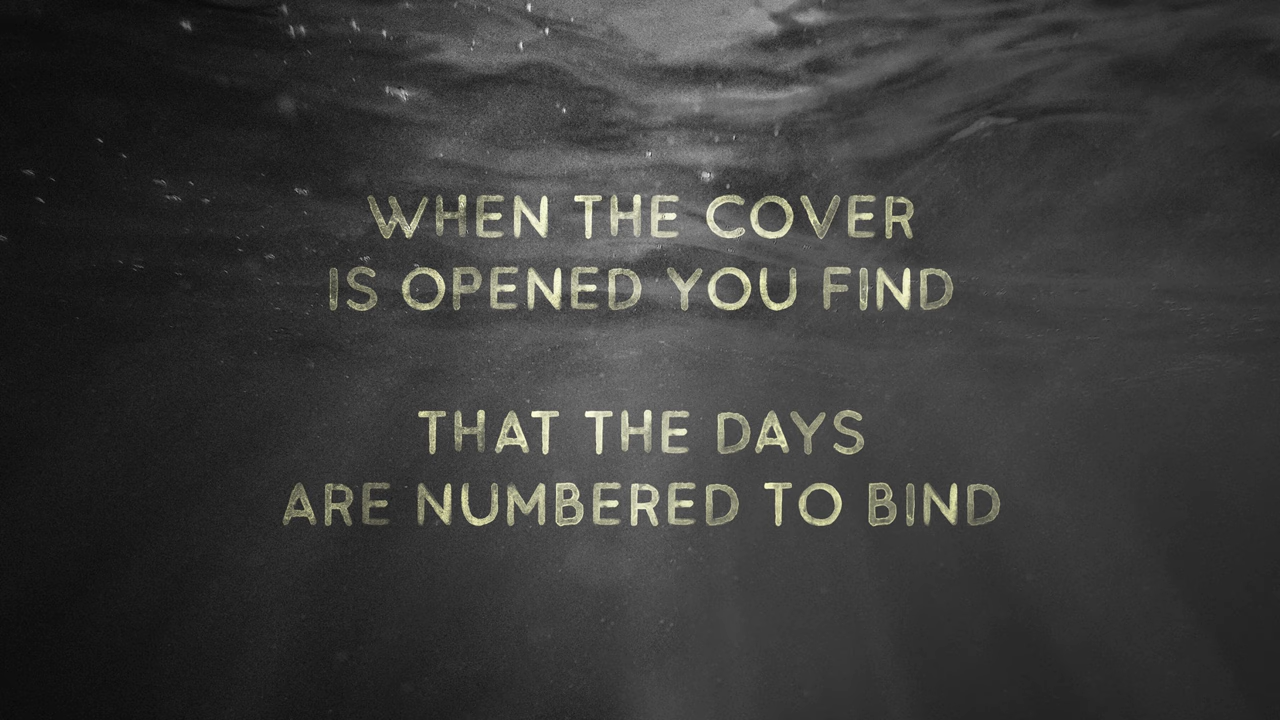 WHEN THE COVER
IS OPENED YOU FIND
THAT THE DAYS
ARE NUMBERED TO BIND